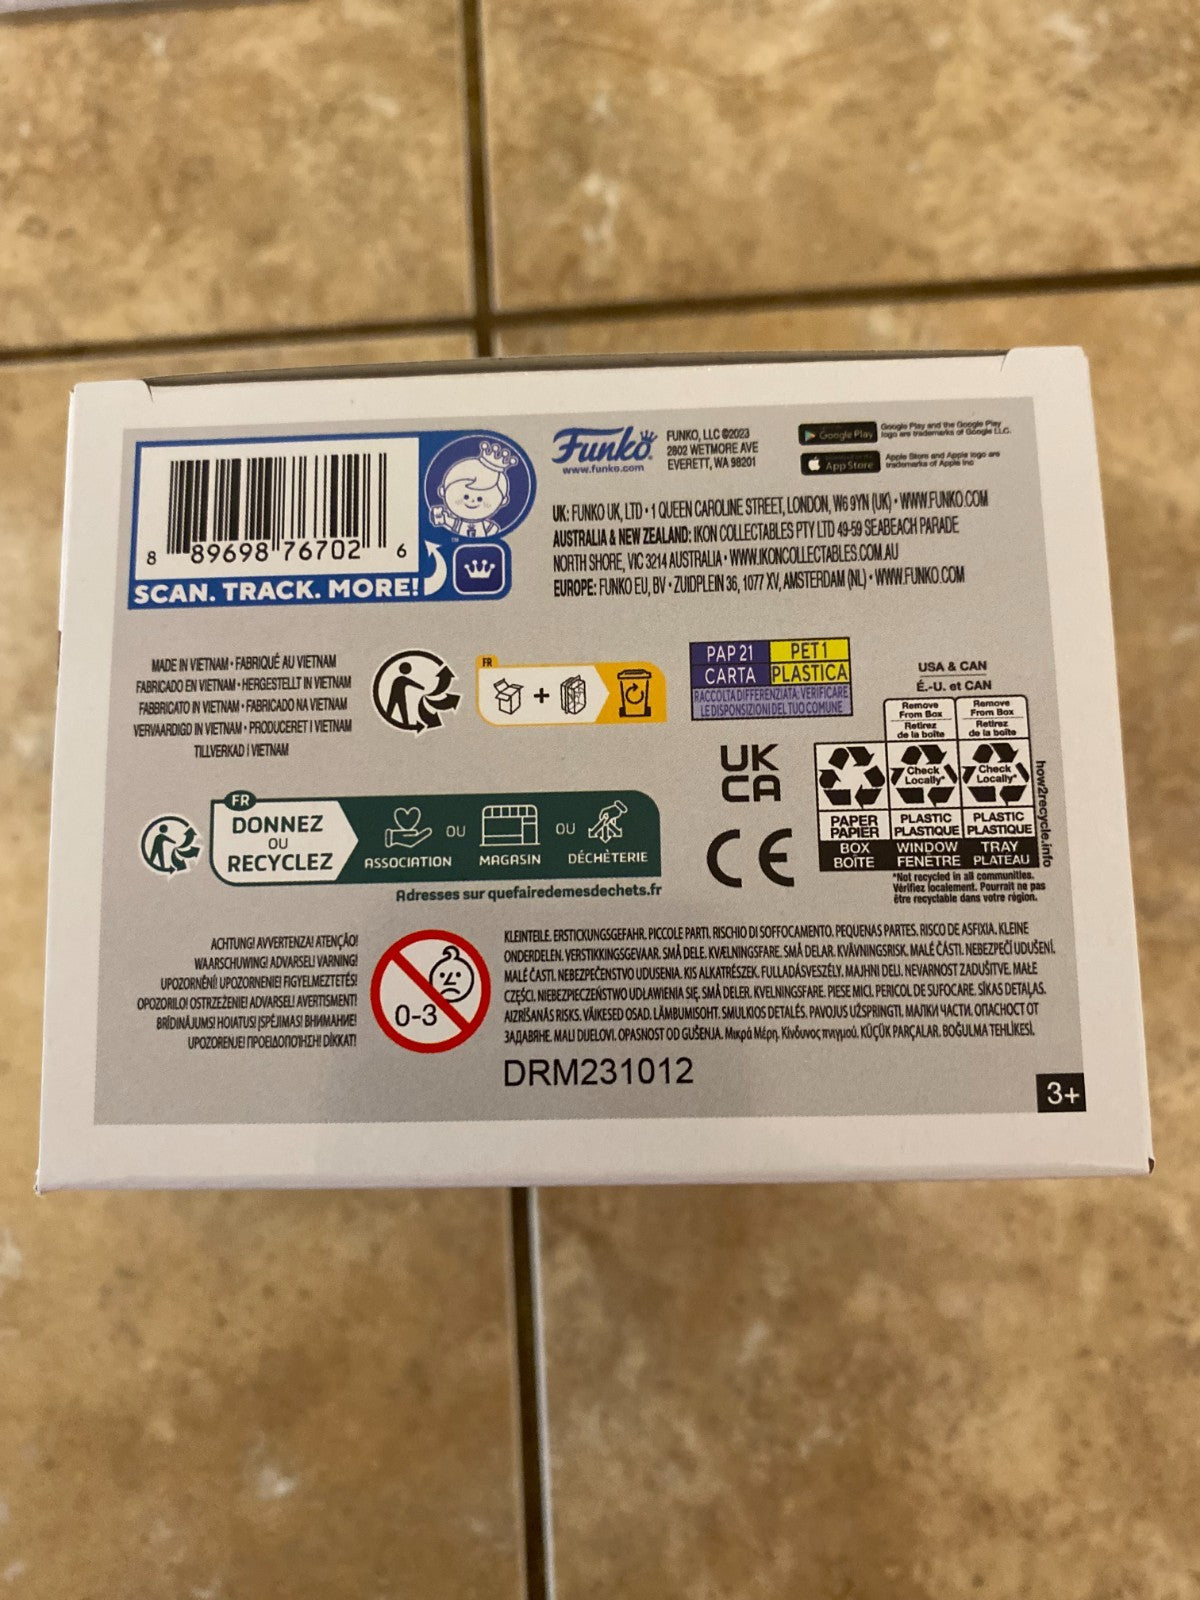 8 89698 76702 6
SCAN. TRACK. MORE!
Funko
www.funko.com
FUNKO, LLC ©2023
2802 WETMORE AVE
EVERETT, WA 98201
Google Play
Google Play and the Google Play
logo are trademarks of Google LLC.
App Store
Apple Store and Apple logo are
trademarks of Apple Inc
UK: FUNKO UK, LTD • 1 QUEEN CAROLINE STREET, LONDON, W6 9YN (UK) • WWW.FUNKO.COM
AUSTRALIA & NEW ZEALAND: IKON COLLECTABLES PTY LTD 49-59 SEABEACH PARADE
NORTH SHORE, VIC 3214 AUSTRALIA • WWW.IKONCOLLECTABLES.COM.AU
EUROPE: FUNKO EU, BV • ZUIDPLEIN 36, 1077 XV, AMSTERDAM (NL) • WWW.FUNKO.COM
MADE IN VIETNAM • FABRIQUÉ AU VIETNAM
FABRICADO EN VIETNAM • HERGESTELLT IN VIETNAM
FABBRICATO IN VIETNAM • FABRICADO NA VIETNAM
VERVAARDIGD IN VIETNAM • PRODUCERET I VIETNAM
TILLVERKAD I VIETNAM
FR
+
PAP 21 PET 1
CARTA PLASTICA
RACCOLTA DIFFERENZIATA: VERIFICARE
LE DISPOSIZIONI DEL TUO COMUNE
USA & CAN
É.-U. et CAN
Remove
From Box
Retirez
de la boîte
Remove
From Box
Retirez
de la boîte
Check
Locally*
Check
Locally*
PAPER
PAPIER
PLASTIC
PLASTIQUE
PLASTIC
PLASTIQUE
BOX
BOÎTE
WINDOW
FENÊTRE
TRAY
PLATEAU
how2recycle.info
*Not recycled in all communities.
Vérifiez localement. Pourrait ne pas
être recyclable dans votre région.
UK
CA
CE
FR
DONNEZ
OU
RECYCLEZ
ASSOCIATION
OU
MAGASIN
OU
DÉCHÈTERIE
Adresses sur quefairedemesdechets.fr
ACHTUNG! AVVERTENZA! ATENÇÃO!
WAARSCHUWING! ADVARSEL! VARNING!
UPOZORNĚNÍ! UPOZORNENIE! FIGYELMEZTETÉS!
OPOZORILO! OSTRZEŻENIE! ADVARSEL! AVERTISMENT!
BRĪDINĀJUMS! HOIATUS! ĮSPĖJIMAS! ВНИМАНИЕ!
UPOZORENJE! ΠΡΟΕΙΔΟΠΟΊΗΣΗ! DİKKAT!
0-3
KLEINTEILE. ERSTICKUNGSGEFAHR. PICCOLE PARTI. RISCHIO DI SOFFOCAMENTO. PEQUENAS PARTES. RISCO DE ASFIXIA. KLEINE
ONDERDELEN. VERSTIKKINGSGEVAAR. SMÅ DELE. KVÆLNINGSFARE. SMÅ DELAR. KVÄVNINGSRISK. MALÉ ČÁSTI. NEBEZPEČÍ UDUŠENÍ.
MALÉ ČASTI. NEBEZPEČENSTVO UDUSENIA. KIS ALKATRÉSZEK. FULLADÁSVESZÉLY. MAJHNI DELI. NEVARNOST ZADUŠITVE. MAŁE
CZĘŚCI. NIEBEZPIECZEŃSTWO UDŁAWIENIA SIĘ. SMÅ DELER. KVELNINGSFARE. PIESE MICI. PERICOL DE SUFOCARE. SĪKAS DETAĻAS.
AIZRĪŠANĀS RISKS. VÄIKESED OSAD. LÄMBUMISOHT. SMULKIOS DETALĖS. PAVOJUS UŽSPRINGTI. МАЛКИ ЧАСТИ. ОПАСНОСТ ОТ
ЗАДАВЯНЕ. MALI DIJELOVI. OPASNOST OD GUŠENJA. Μικρά Μέρη. Κίνδυνος πνιγμού. KÜÇÜK PARÇALAR. BOĞULMA TEHLİKESİ.
DRM231012
3+